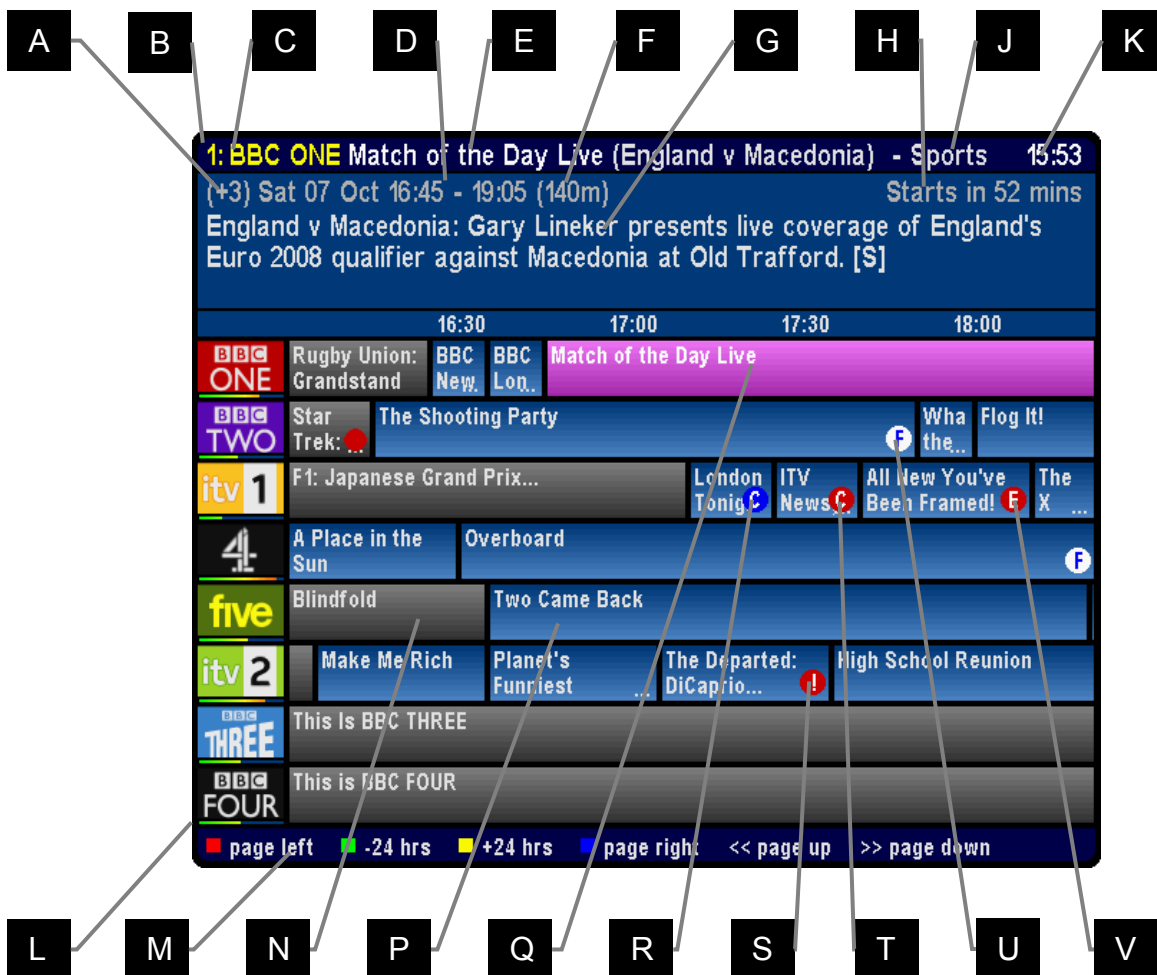 A B C D E F G H J K
1: BBC ONE Match of the Day Live (England v Macedonia) - Sports 15:53
(+3) Sat 07 Oct 16:45 - 19:05 (140m) Starts in 52 mins
England v Macedonia: Gary Lineker presents live coverage of England's
Euro 2008 qualifier against Macedonia at Old Trafford. [S]
16:30 17:00 17:30 18:00
BBC ONE
Rugby Union: Grandstand
BBC New...
BBC Lon...
Match of the Day Live
BBC TWO
Star Trek: ...
The Shooting Party
F
Wha the...
Flog It!
itv 1
F1: Japanese Grand Prix...
London Tonig
C
ITV News...
C
All New You've Been Framed!
E
The X ...
4
A Place in the Sun
Overboard
F
five
Blindfold
Two Came Back
itv 2
Make Me Rich
Planet's Funniest ...
The Departed: DiCaprio...
!
High School Reunion
BBC THREE
This Is BBC THREE
BBC FOUR
This is BBC FOUR
page left -24 hrs +24 hrs page right << page up >> page down
L M N P Q R S T U V